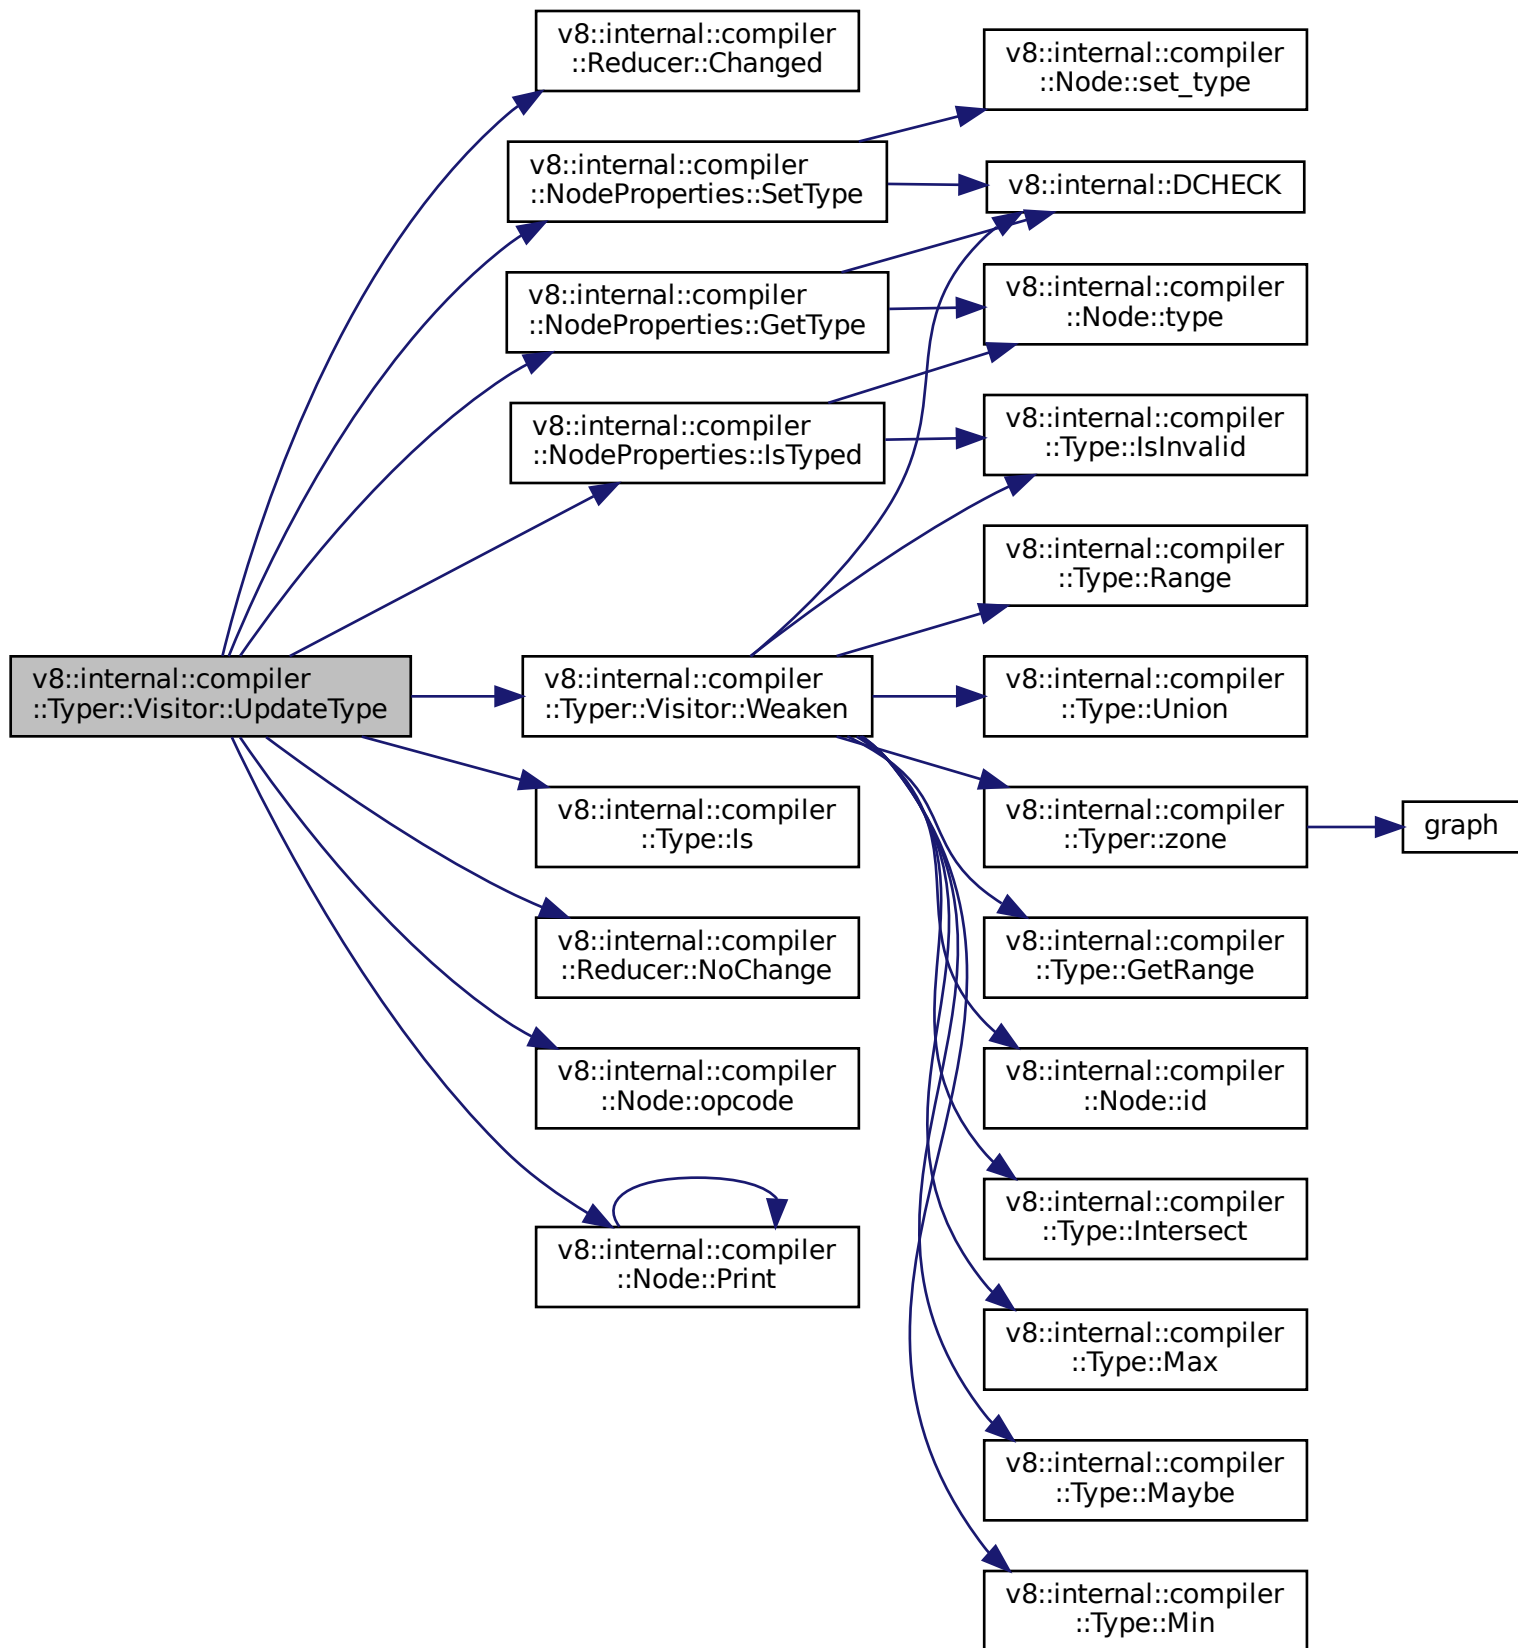 v8::internal::compiler
::Typer::Visitor::UpdateType
v8::internal::compiler
::Reducer::Changed
v8::internal::compiler
::NodeProperties::SetType
v8::internal::compiler
::NodeProperties::GetType
v8::internal::compiler
::NodeProperties::IsTyped
v8::internal::compiler
::Typer::Visitor::Weaken
v8::internal::compiler
::Type::Is
v8::internal::compiler
::Reducer::NoChange
v8::internal::compiler
::Node::opcode
v8::internal::compiler
::Node::Print
v8::internal::compiler
::Node::set_type
v8::internal::DCHECK
v8::internal::compiler
::Node::type
v8::internal::compiler
::Type::IsInvalid
v8::internal::compiler
::Type::Range
v8::internal::compiler
::Type::Union
v8::internal::compiler
::Typer::zone
v8::internal::compiler
::Type::GetRange
v8::internal::compiler
::Node::id
v8::internal::compiler
::Type::Intersect
v8::internal::compiler
::Type::Max
v8::internal::compiler
::Type::Maybe
v8::internal::compiler
::Type::Min
graph